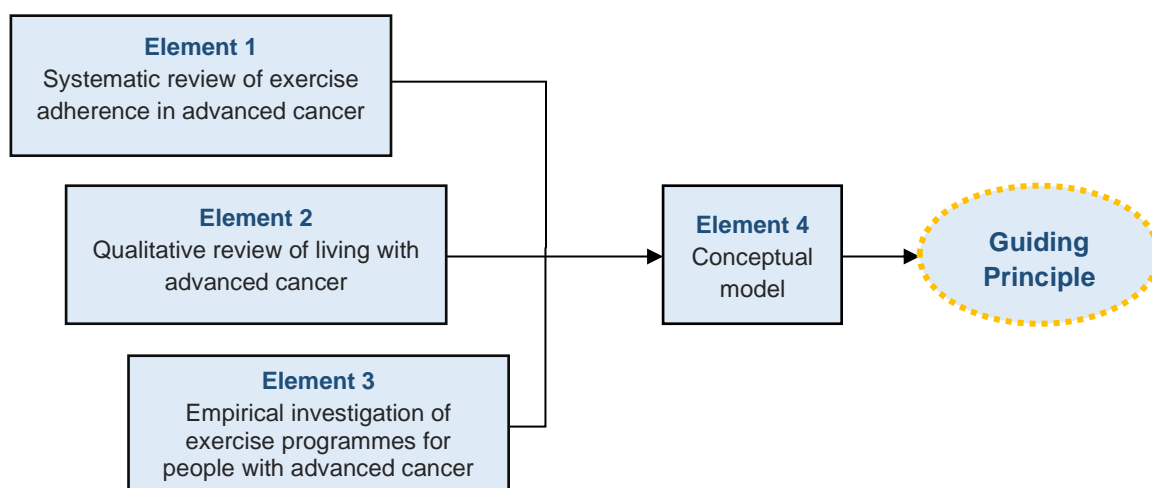 Element 1
Systematic review of exercise
adherence in advanced cancer
Element 2
Qualitative review of living with
advanced cancer
Element 3
Empirical investigation of
exercise programmes for
people with advanced cancer
Element 4
Conceptual
model
Guiding
Principle